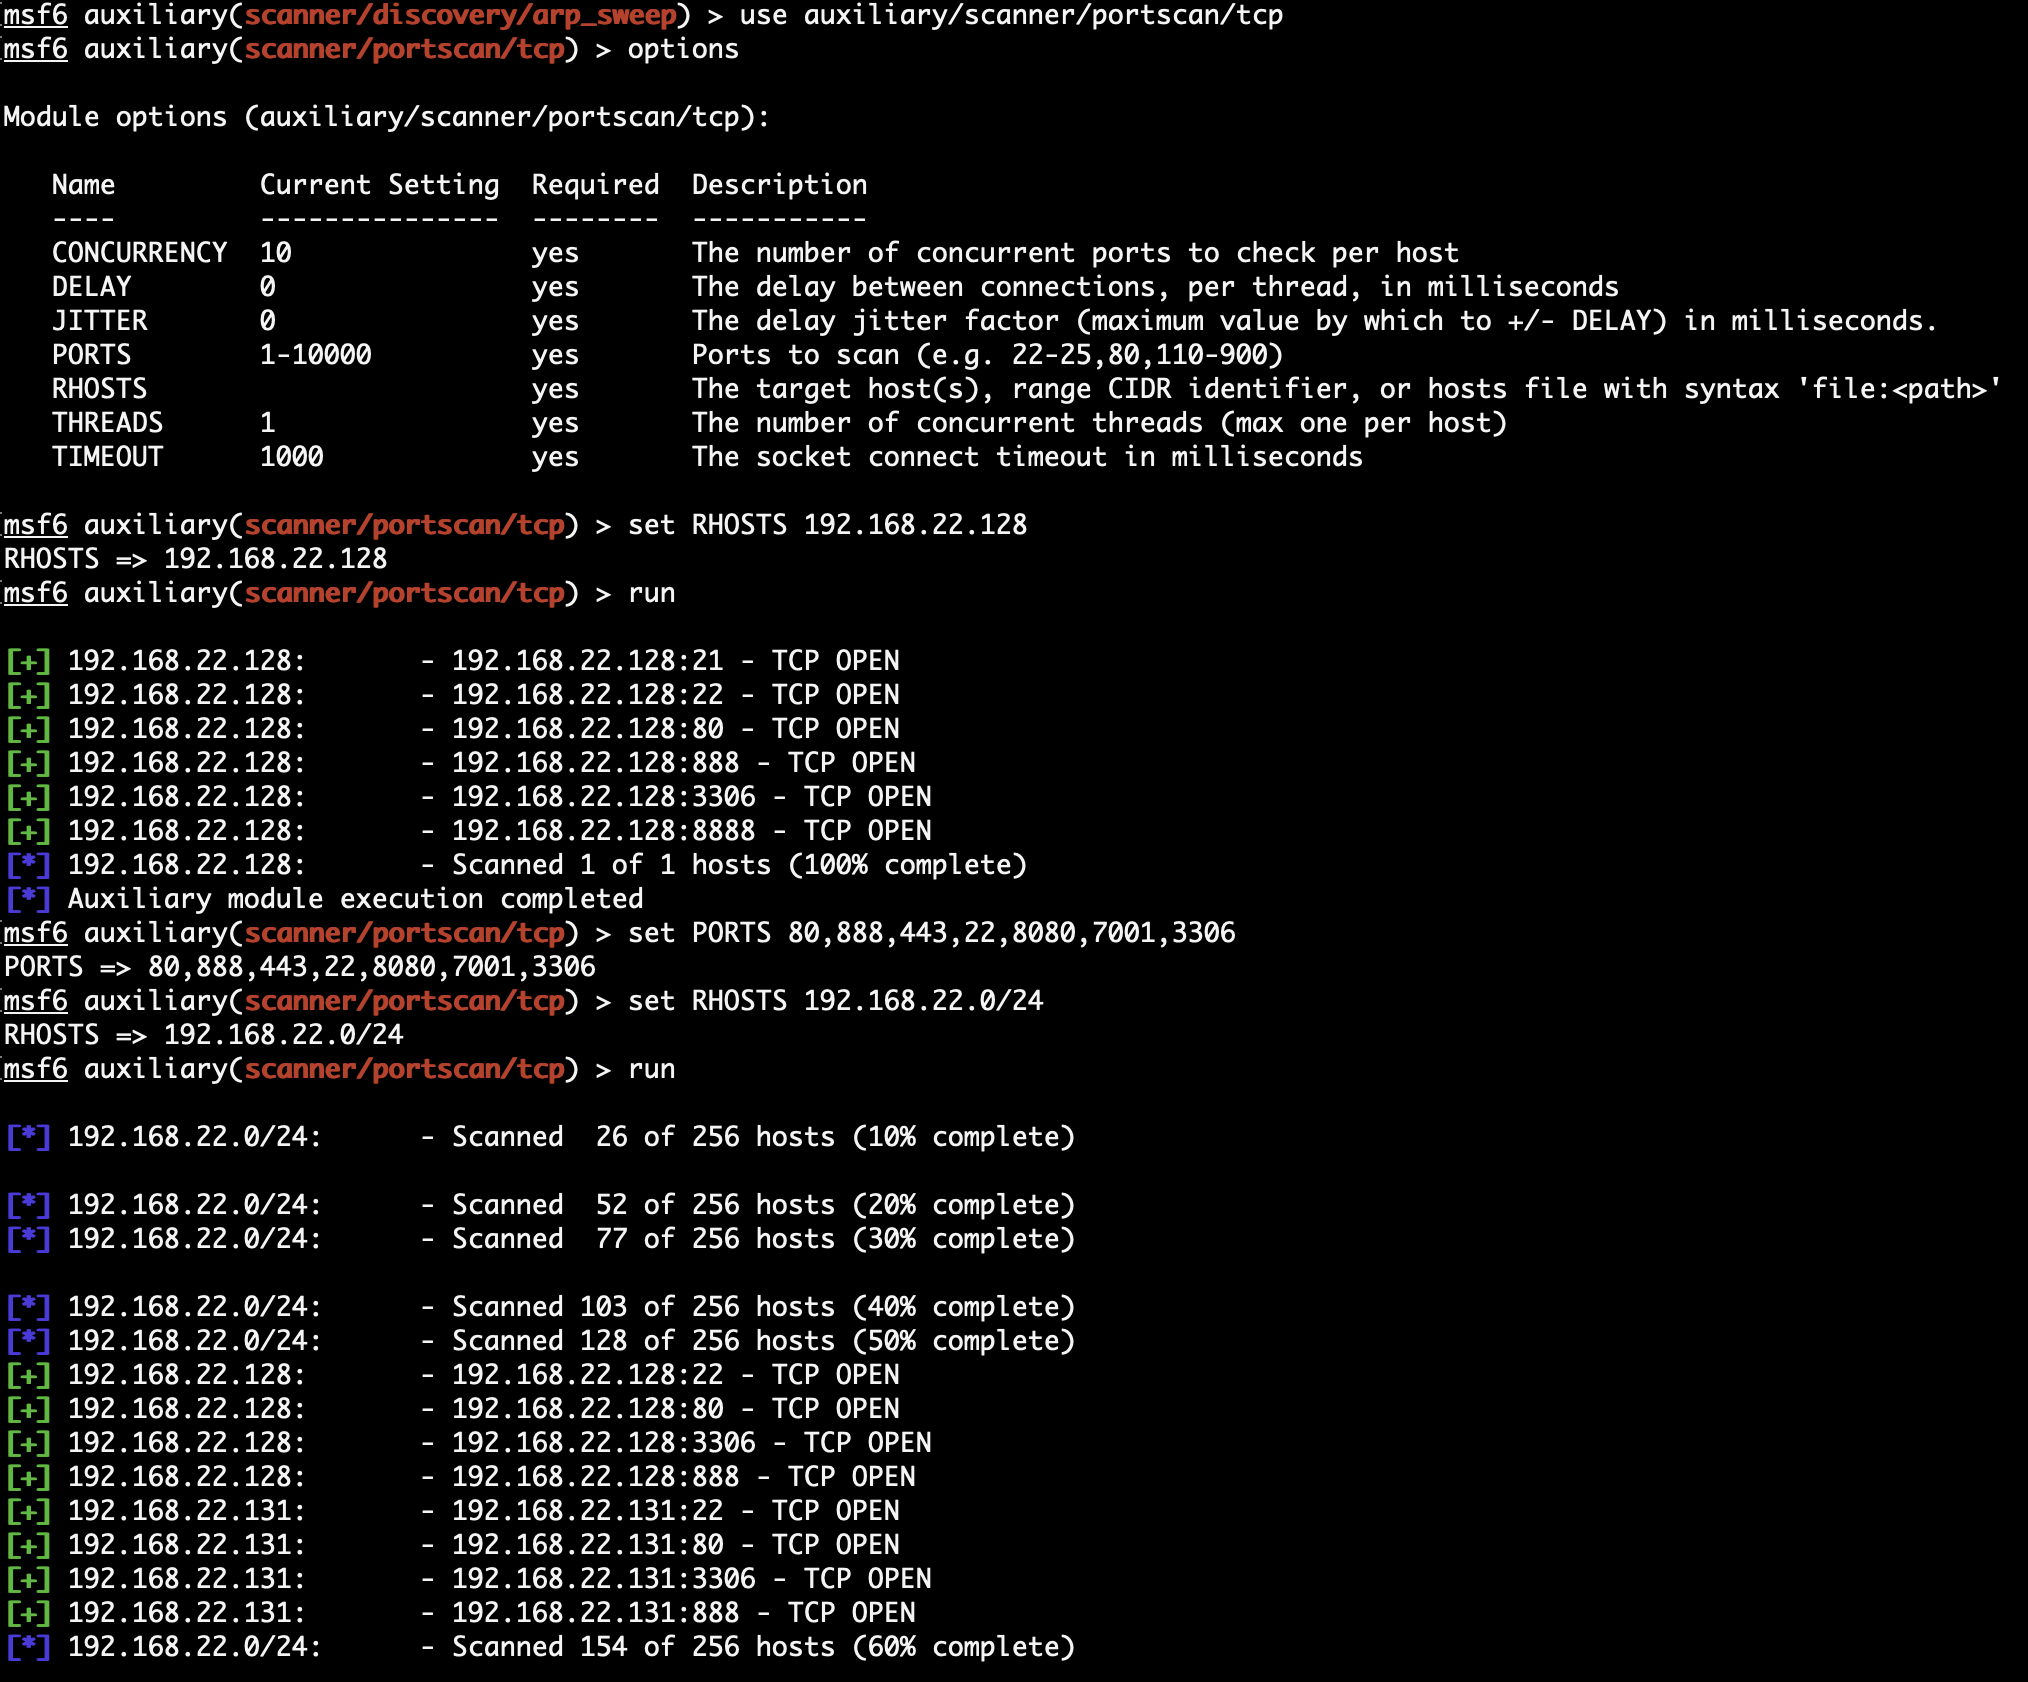 msf6 auxiliary(scanner/discovery/arp_sweep) > use auxiliary/scanner/portscan/tcp
msf6 auxiliary(scanner/portscan/tcp) > options
Module options (auxiliary/scanner/portscan/tcp):
Name         Current Setting  Required  Description
----         ---------------  --------  -----------
CONCURRENCY  10               yes       The number of concurrent ports to check per host
DELAY        0                yes       The delay between connections, per thread, in milliseconds
JITTER       0                yes       The delay jitter factor (maximum value by which to +/- DELAY) in milliseconds.
PORTS        1-10000          yes       Ports to scan (e.g. 22-25,80,110-900)
RHOSTS                        yes       The target host(s), range CIDR identifier, or hosts file with syntax 'file:<path>'
THREADS      1                yes       The number of concurrent threads (max one per host)
TIMEOUT      1000             yes       The socket connect timeout in milliseconds
msf6 auxiliary(scanner/portscan/tcp) > set RHOSTS 192.168.22.128
RHOSTS => 192.168.22.128
msf6 auxiliary(scanner/portscan/tcp) > run
[+] 192.168.22.128:       - 192.168.22.128:21 - TCP OPEN
[+] 192.168.22.128:       - 192.168.22.128:22 - TCP OPEN
[+] 192.168.22.128:       - 192.168.22.128:80 - TCP OPEN
[+] 192.168.22.128:       - 192.168.22.128:888 - TCP OPEN
[+] 192.168.22.128:       - 192.168.22.128:3306 - TCP OPEN
[+] 192.168.22.128:       - 192.168.22.128:8888 - TCP OPEN
[*] 192.168.22.128:       - Scanned 1 of 1 hosts (100% complete)
[*] Auxiliary module execution completed
msf6 auxiliary(scanner/portscan/tcp) > set PORTS 80,888,443,22,8080,7001,3306
PORTS => 80,888,443,22,8080,7001,3306
msf6 auxiliary(scanner/portscan/tcp) > set RHOSTS 192.168.22.0/24
RHOSTS => 192.168.22.0/24
msf6 auxiliary(scanner/portscan/tcp) > run
[*] 192.168.22.0/24:      - Scanned  26 of 256 hosts (10% complete)
[*] 192.168.22.0/24:      - Scanned  52 of 256 hosts (20% complete)
[*] 192.168.22.0/24:      - Scanned  77 of 256 hosts (30% complete)
[*] 192.168.22.0/24:      - Scanned 103 of 256 hosts (40% complete)
[*] 192.168.22.0/24:      - Scanned 128 of 256 hosts (50% complete)
[+] 192.168.22.128:       - 192.168.22.128:22 - TCP OPEN
[+] 192.168.22.128:       - 192.168.22.128:80 - TCP OPEN
[+] 192.168.22.128:       - 192.168.22.128:3306 - TCP OPEN
[+] 192.168.22.128:       - 192.168.22.128:888 - TCP OPEN
[+] 192.168.22.131:       - 192.168.22.131:22 - TCP OPEN
[+] 192.168.22.131:       - 192.168.22.131:80 - TCP OPEN
[+] 192.168.22.131:       - 192.168.22.131:3306 - TCP OPEN
[+] 192.168.22.131:       - 192.168.22.131:888 - TCP OPEN
[*] 192.168.22.0/24:      - Scanned 154 of 256 hosts (60% complete)